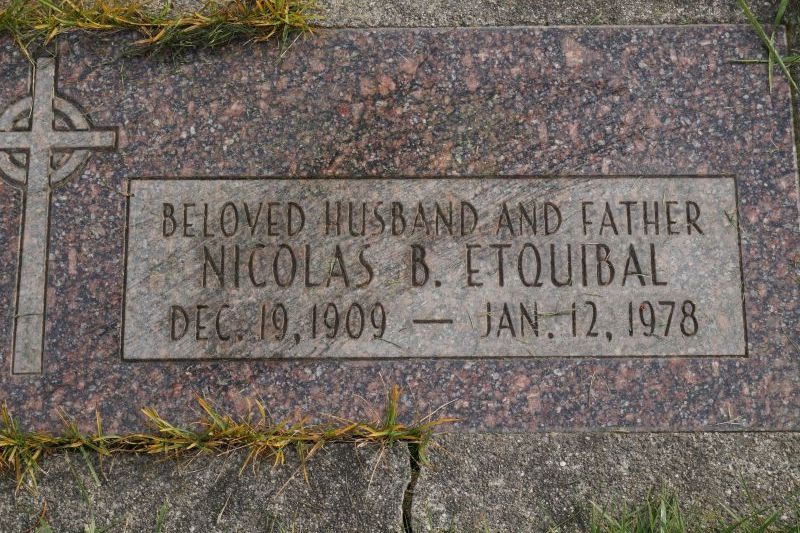 BELOVED HUSBAND AND FATHER
NICOLAS B. ETQUIBAL
DEC. 19, 1909 — JAN. 12, 1978